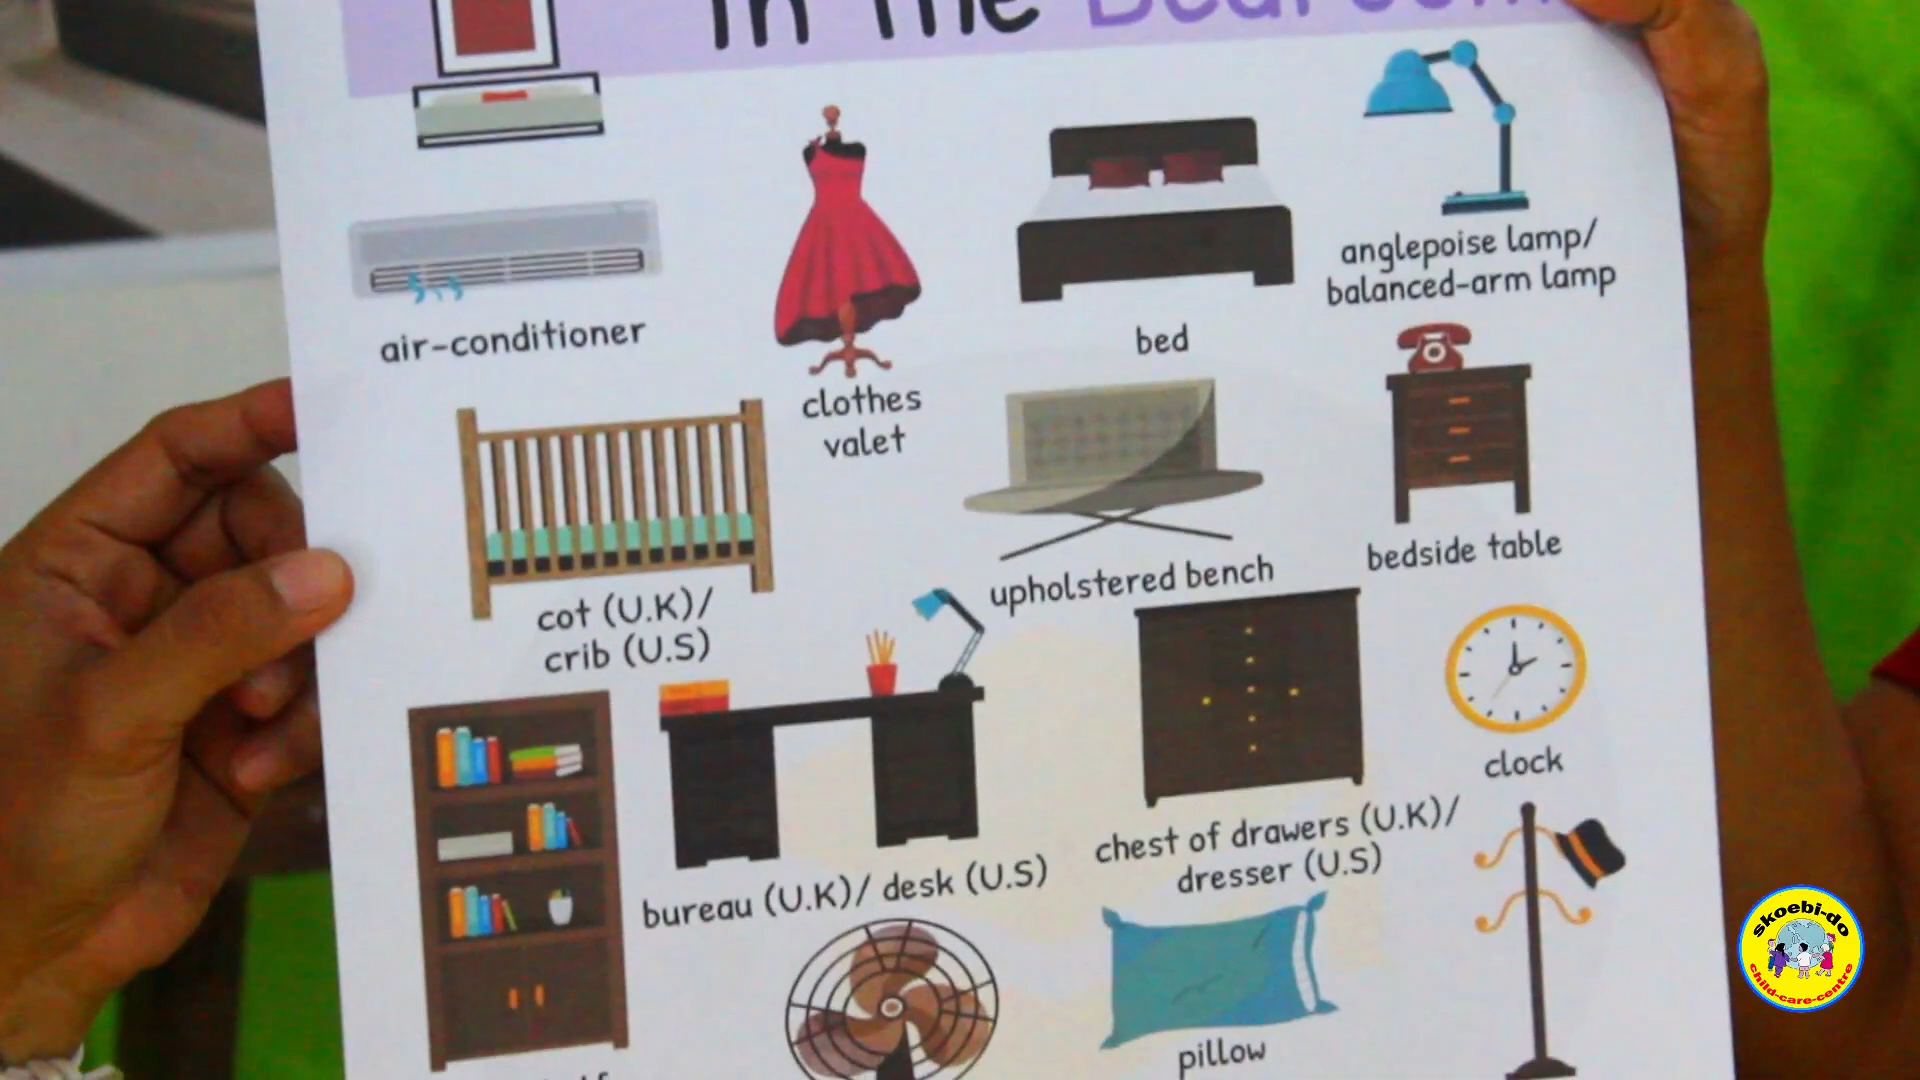 In the Bedroom
air-conditioner
clothes
valet
bed
anglepoise lamp/
balanced-arm lamp
cot (U.K)/
crib (U.S)
upholstered bench
bedside table
bureau (U.K)/ desk (U.S)
chest of drawers (U.K)/
dresser (U.S)
clock
pillow
skoebi-do
child-care-centre